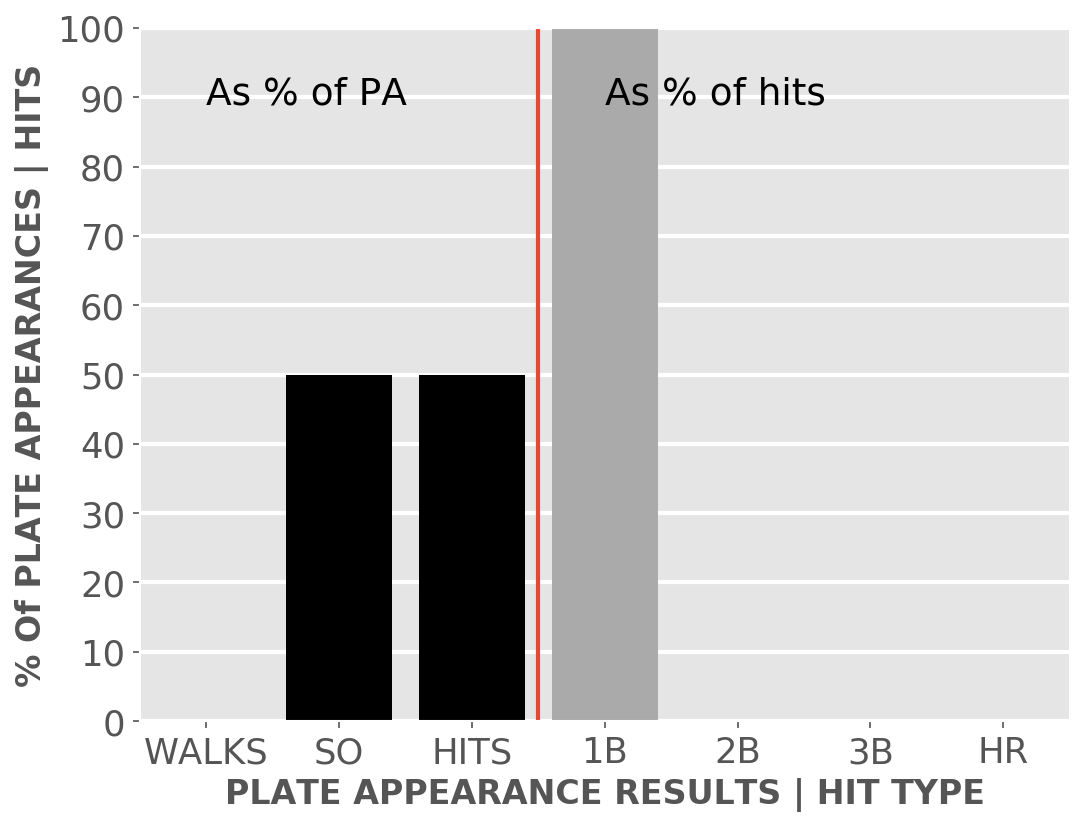 % Of PLATE APPEARANCES | HITS
100
90
80
70
60
50
40
30
20
10
0
As % of PA
As % of hits
WALKS SO HITS 1B 2B 3B HR
PLATE APPEARANCE RESULTS | HIT TYPE